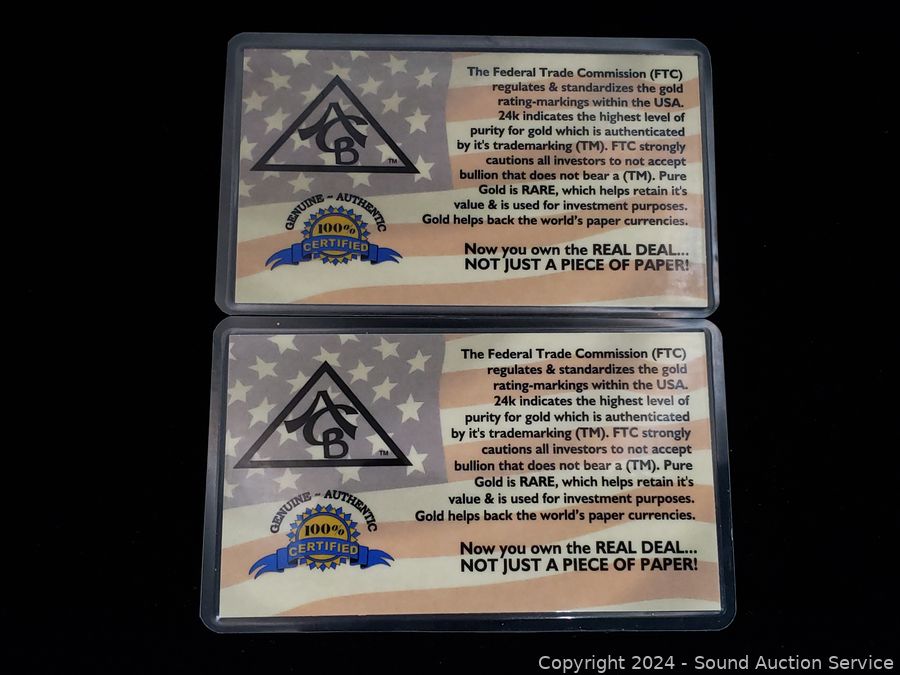 ACB
TM
GENUINE ~ AUTHENTIC
100%
CERTIFIED
The Federal Trade Commission (FTC)
regulates & standardizes the gold
rating-markings within the USA.
24k indicates the highest level of
purity for gold which is authenticated
by it's trademarking (TM). FTC strongly
cautions all investors to not accept
bullion that does not bear a (TM). Pure
Gold is RARE, which helps retain it's
value & is used for investment purposes.
Gold helps back the world's paper currencies.
Now you own the REAL DEAL...
NOT JUST A PIECE OF PAPER!
ACB
TM
GENUINE ~ AUTHENTIC
100%
CERTIFIED
The Federal Trade Commission (FTC)
regulates & standardizes the gold
rating-markings within the USA.
24k indicates the highest level of
purity for gold which is authenticated
by it's trademarking (TM). FTC strongly
cautions all investors to not accept
bullion that does not bear a (TM). Pure
Gold is RARE, which helps retain it's
value & is used for investment purposes.
Gold helps back the world's paper currencies.
Now you own the REAL DEAL...
NOT JUST A PIECE OF PAPER!
Copyright 2024 - Sound Auction Service